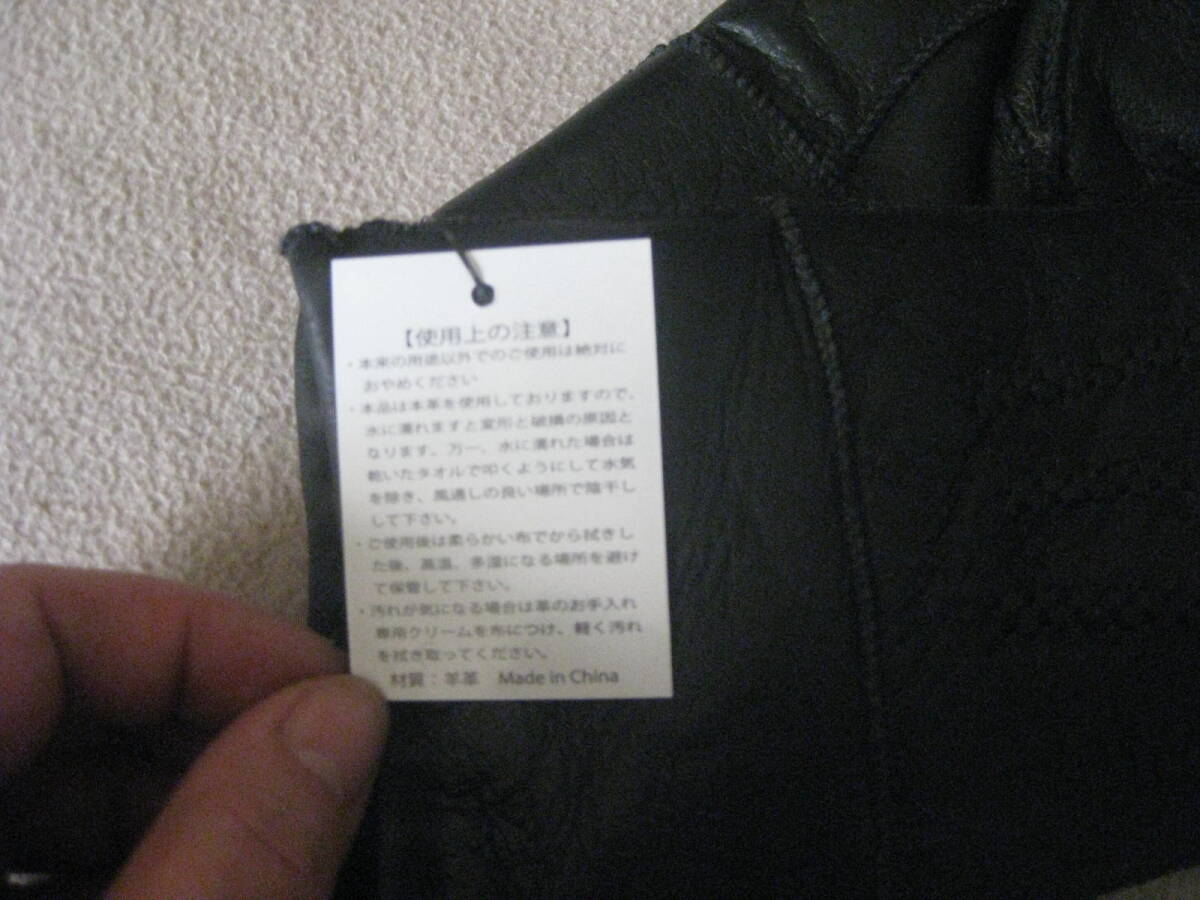 【使用上の注意】
・本来の用途以外でのご使用は絶対に
おやめください
・本品は本革を使用しておりますので、
水に濡れますと変形と破損の原因と
なります。万一、水に濡れた場合は
乾いたタオルで叩くようにして水気
を除き、風通しの良い場所で陰干し
して下さい。
・ご使用後は柔らかい布でから拭きし
た後、高温、多湿になる場所を避け
て保管して下さい。
・汚れが気になる場合は革のお手入れ
専用クリームを布につけ、軽く汚れ
を拭き取ってください。
材質：羊革　Made in China